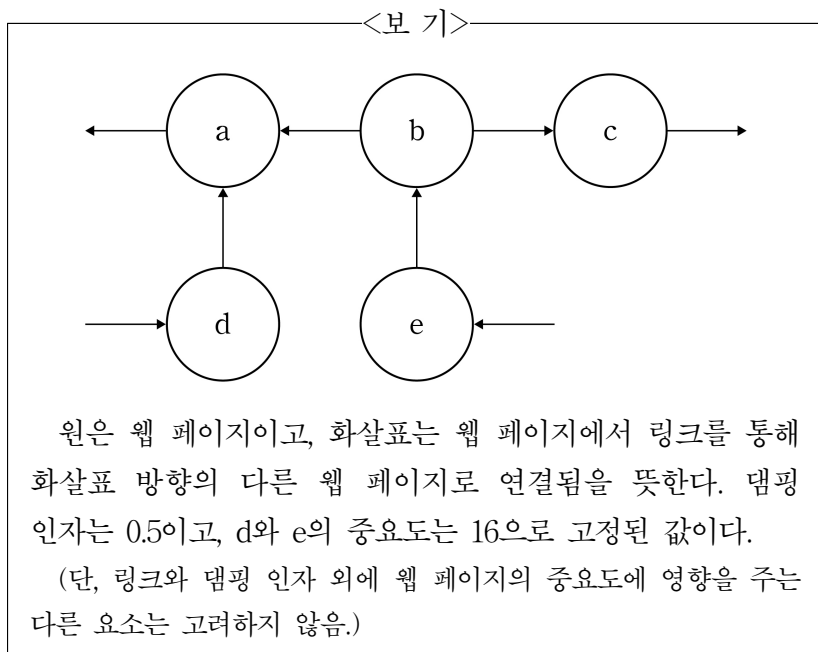 <보 기>
a b c
d e
원은 웹 페이지이고, 화살표는 웹 페이지에서 링크를 통해
화살표 방향의 다른 웹 페이지로 연결됨을 뜻한다. 댐핑
인자는 0.5이고, d와 e의 중요도는 16으로 고정된 값이다.
(단, 링크와 댐핑 인자 외에 웹 페이지의 중요도에 영향을 주는
다른 요소는 고려하지 않음.)